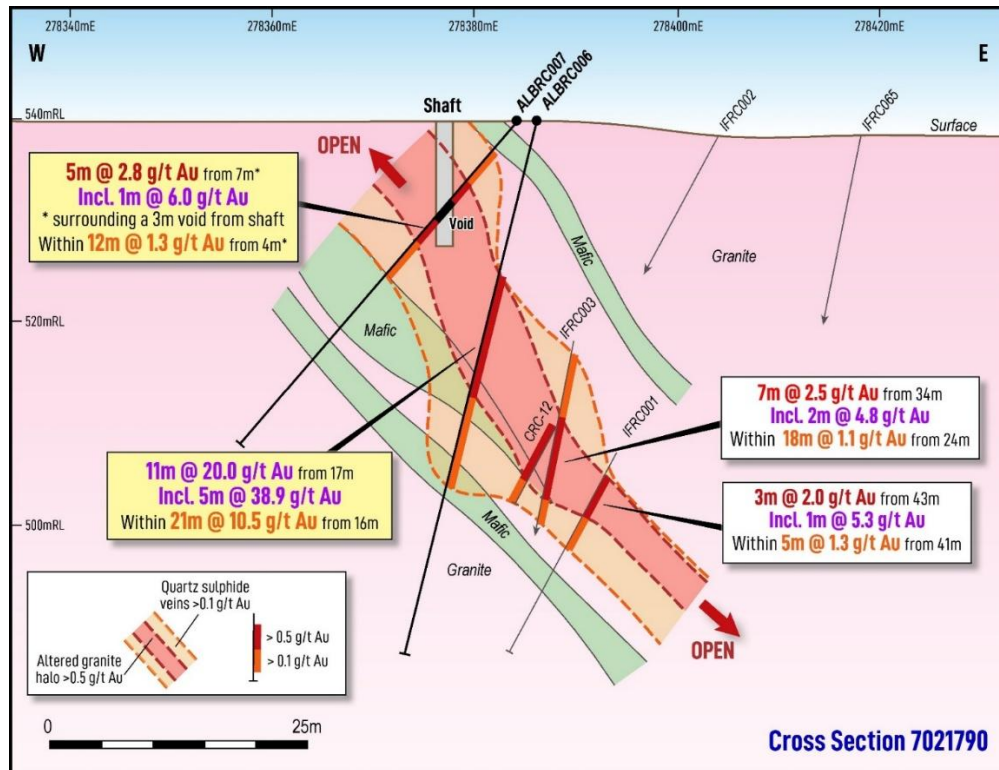 278340mE
278360mE
278380mE
278400mE
278420mE
W
E
ALBRC007
ALBRC006
Shaft
IFRC002
IFRC065
540mRL
Surface
OPEN
5m @ 2.8 g/t Au from 7m*
Incl. 1m @ 6.0 g/t Au
* surrounding a 3m void from shaft
Within 12m @ 1.3 g/t Au from 4m*
Void
Mafic
Granite
520mRL
Mafic
IFRC003
CRC-12
IFRC001
7m @ 2.5 g/t Au from 34m
Incl. 2m @ 4.8 g/t Au
Within 18m @ 1.1 g/t Au from 24m
11m @ 20.0 g/t Au from 17m
Incl. 5m @ 38.9 g/t Au
Within 21m @ 10.5 g/t Au from 16m
3m @ 2.0 g/t Au from 43m
Incl. 1m @ 5.3 g/t Au
Within 5m @ 1.3 g/t Au from 41m
500mRL
Mafic
Granite
Quartz sulphide
veins >0.1 g/t Au
Altered granite
halo >0.5 g/t Au
> 0.5 g/t Au
> 0.1 g/t Au
OPEN
0
25m
Cross Section 7021790